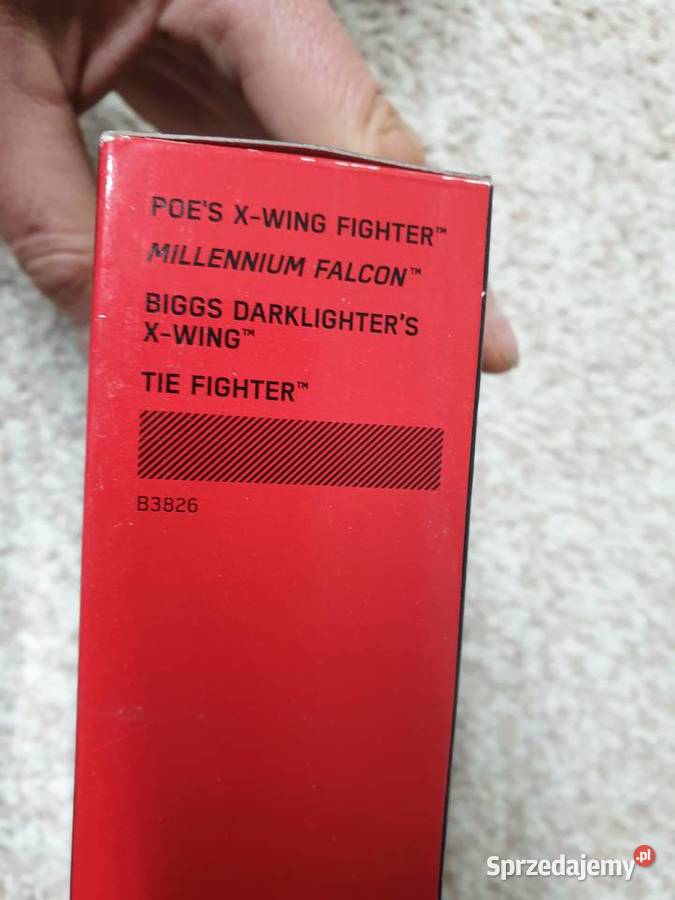 POE'S X-WING FIGHTER™
MILLENNIUM FALCON™
BIGGS DARKLIGHTER'S
X-WING™
TIE FIGHTER™
B3826
Sprzedajemy.pl